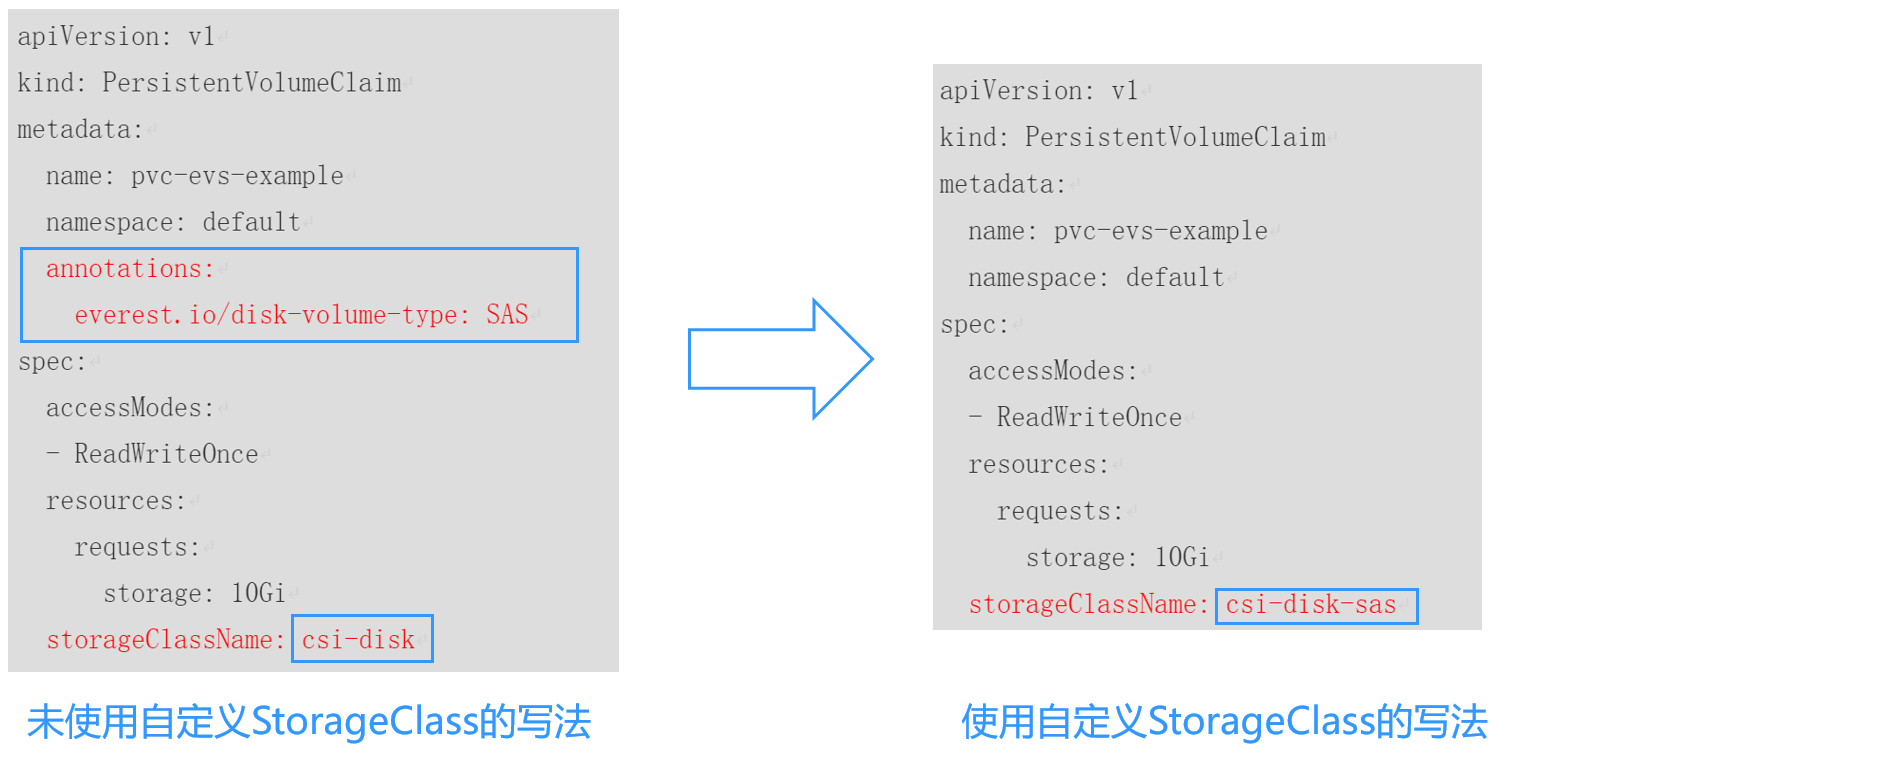 apiVersion: v1
kind: PersistentVolumeClaim
metadata:
  name: pvc-evs-example
  namespace: default
  annotations:
    everest.io/disk-volume-type: SAS
spec:
  accessModes:
  - ReadWriteOnce
  resources:
    requests:
      storage: 10Gi
  storageClassName: csi-disk
未使用自定义StorageClass的写法
apiVersion: v1
kind: PersistentVolumeClaim
metadata:
  name: pvc-evs-example
  namespace: default
spec:
  accessModes:
  - ReadWriteOnce
  resources:
    requests:
      storage: 10Gi
  storageClassName: csi-disk-sas
使用自定义StorageClass的写法